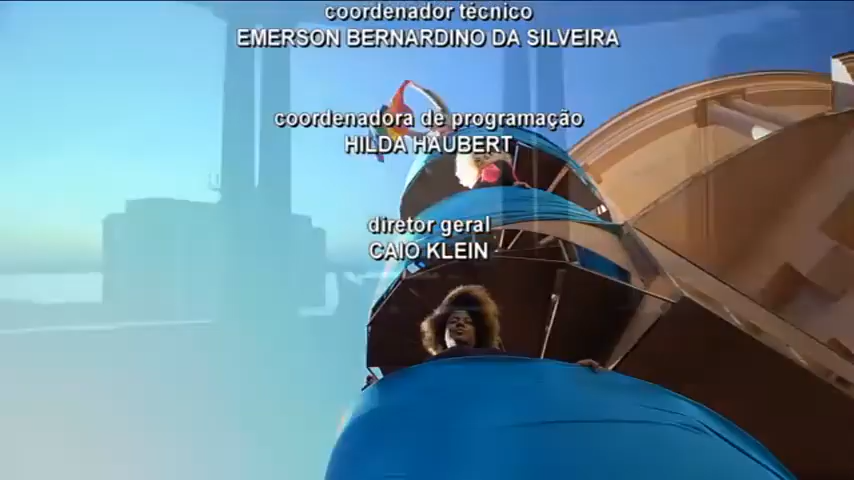 coordenador técnico
EMERSON BERNARDINO DA SILVEIRA
coordenadora de programação
HILDA HAUBERT
diretor geral
CAIO KLEIN